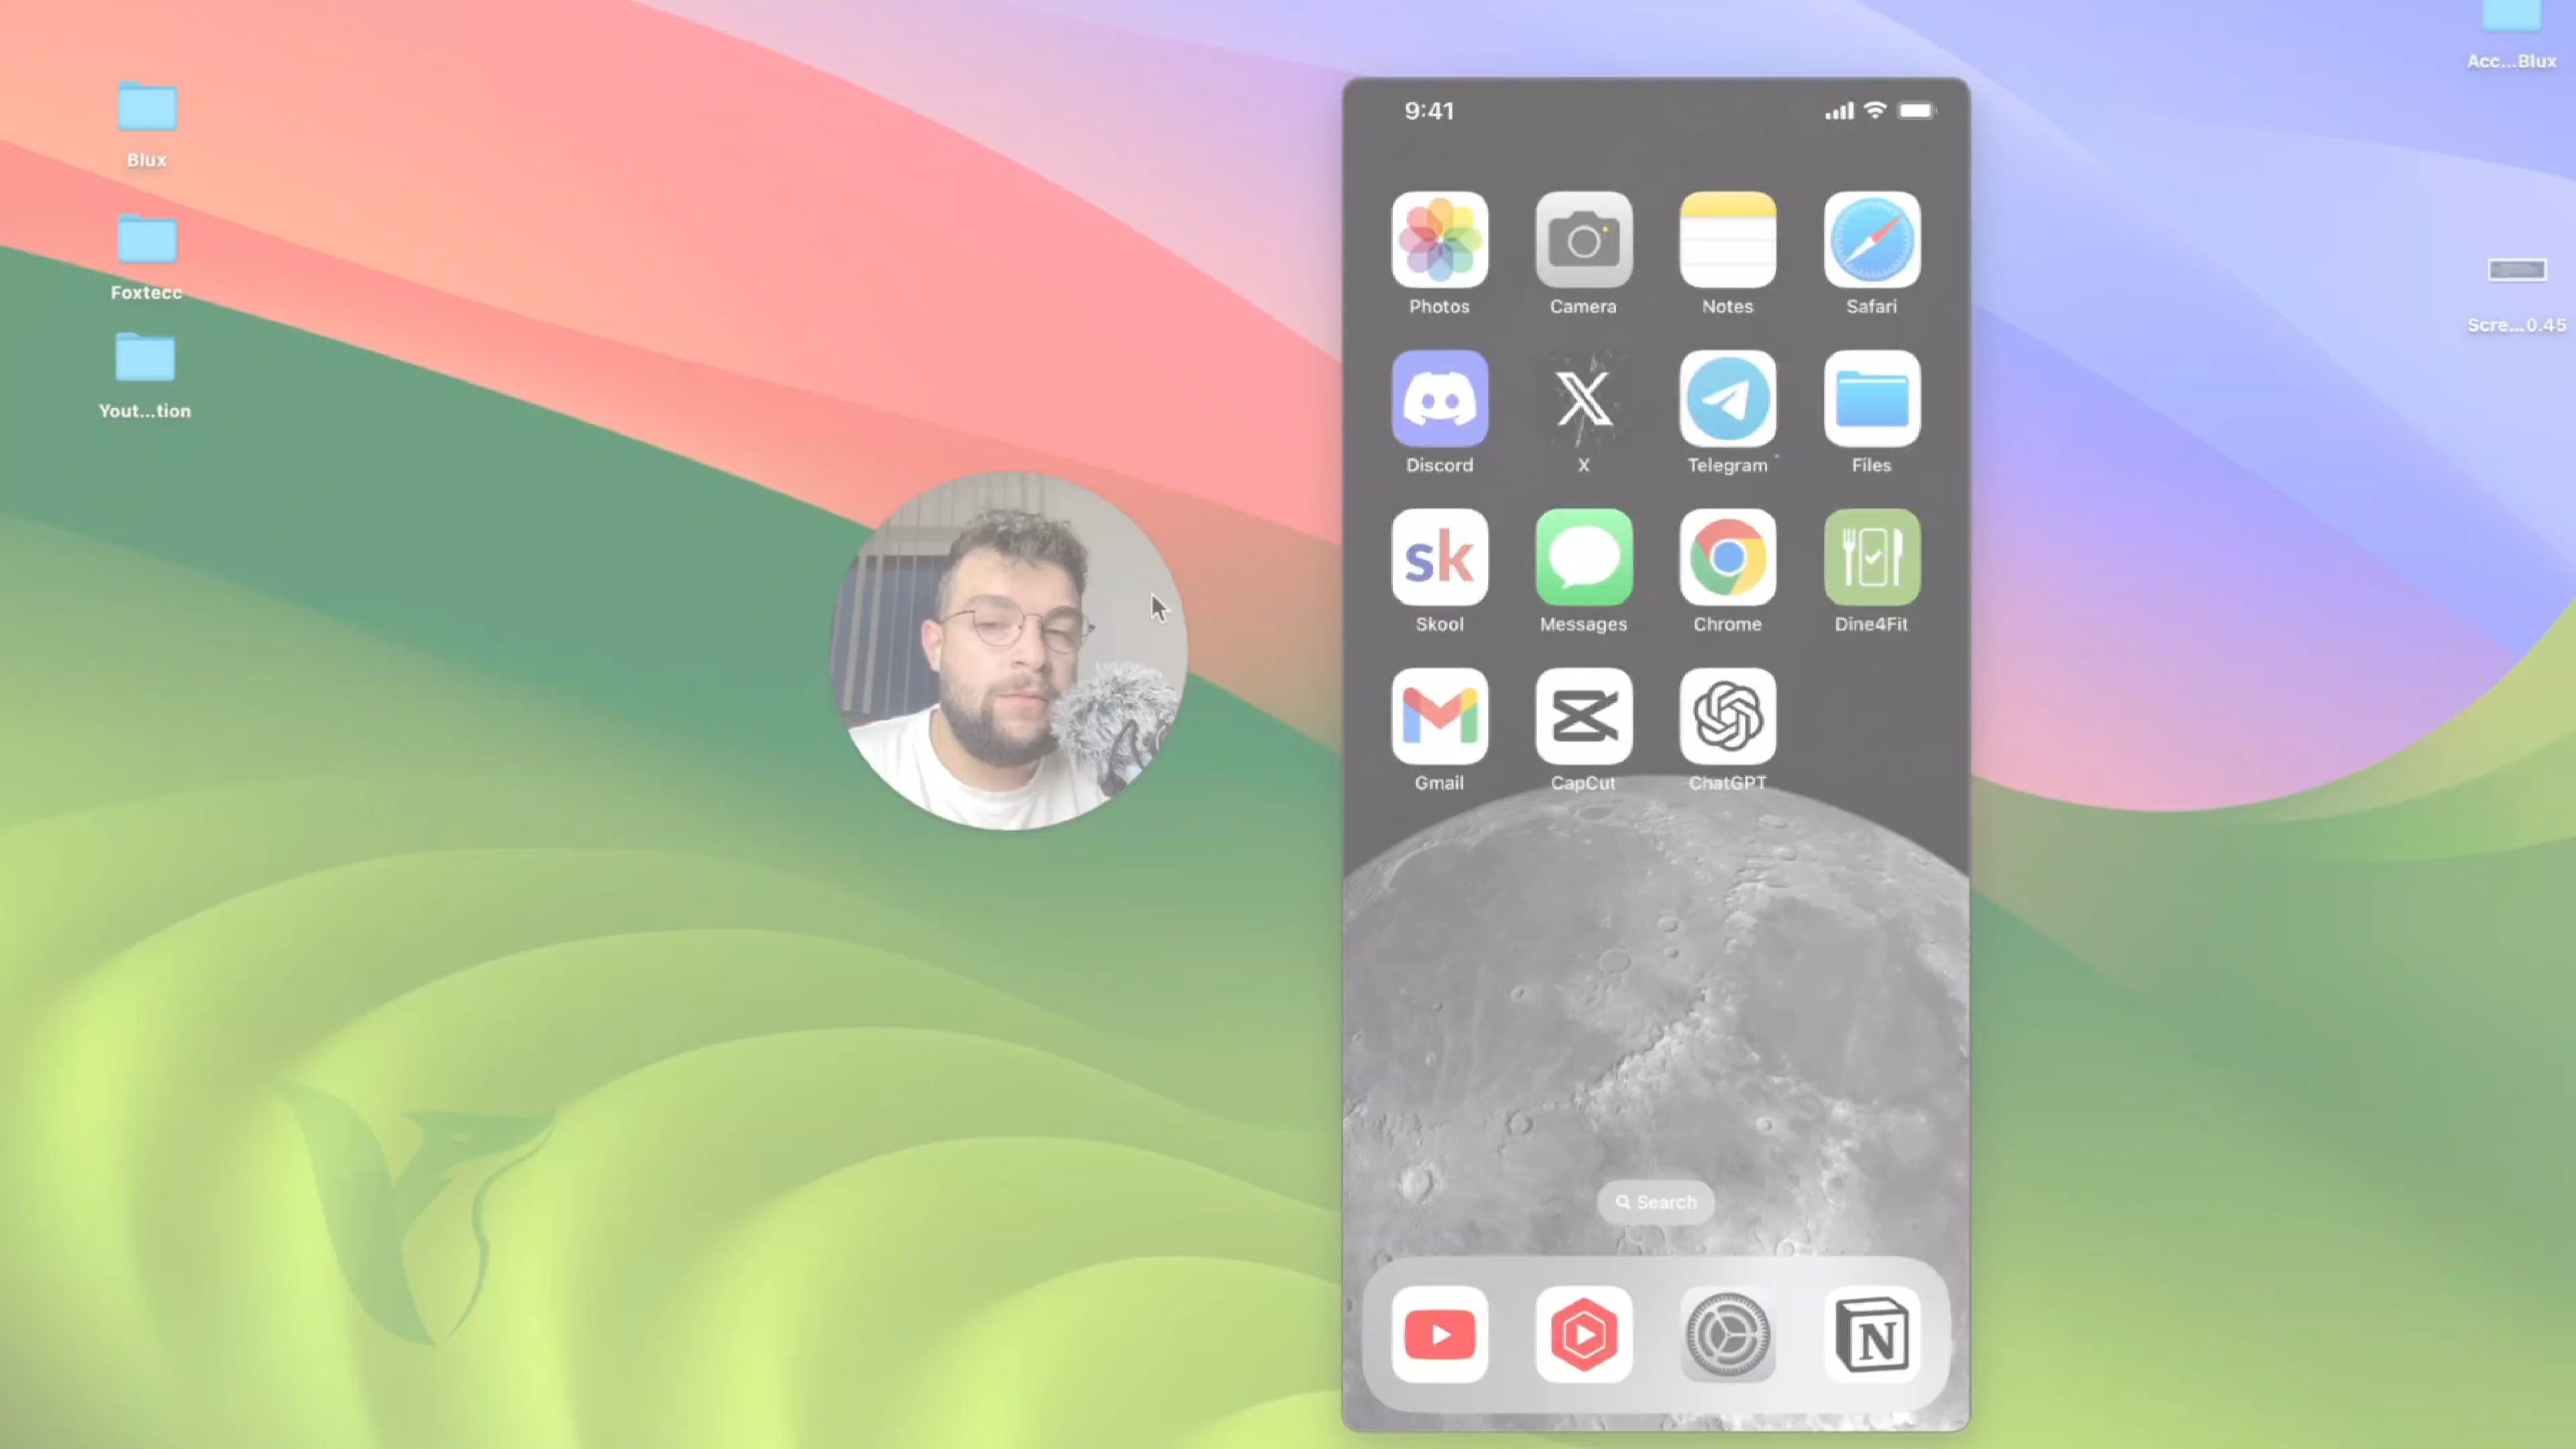 Acc...Blux
Blux
Foxtecc
Yout...tion
Scre...0.45
9:41
Photos
Camera
Notes
Safari
Discord
X
Telegram
Files
sk
Skool
Messages
Chrome
Dine4Fit
Gmail
CapCut
ChatGPT
Search
N